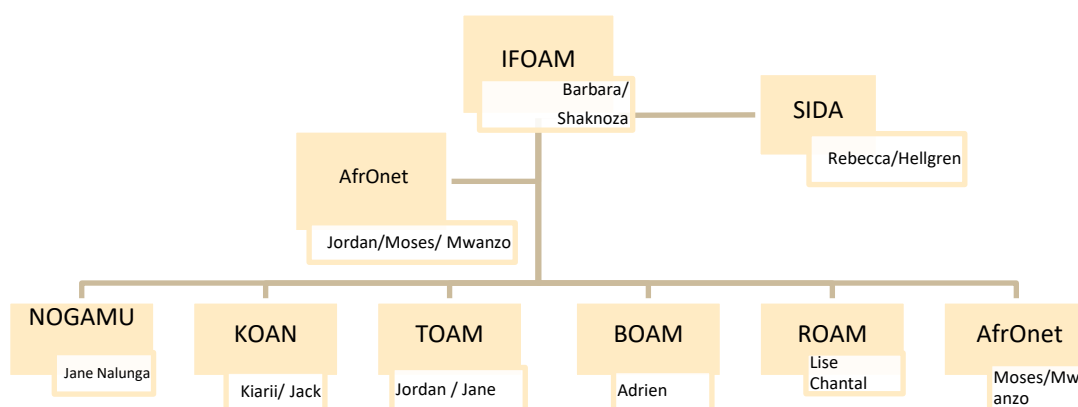 IFOAM
Barbara/
Shaknoza
SIDA
Rebecca/Hellgren
AfrOnet
Jordan/Moses/ Mwanzo
NOGAMU
Jane Nalunga
KOAN
Kiarii/ Jack
TOAM
Jordan / Jane
BOAM
Adrien
ROAM
Lise
Chantal
AfrOnet
Moses/Mw
anzo